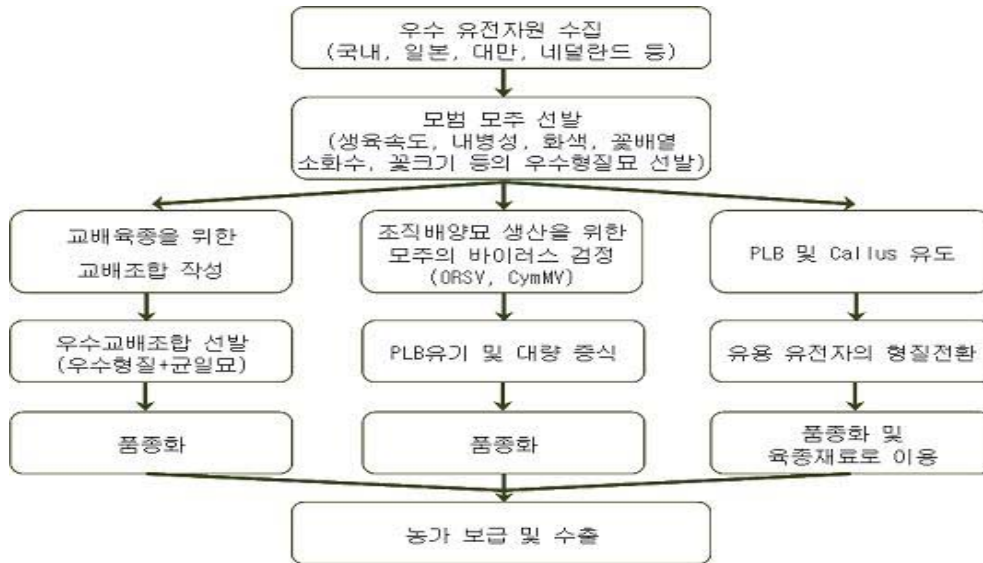 우수 유전자원 수집
(국내, 일본, 대만, 네덜란드 등)
모범 모주 선발
(생육속도, 내병성, 화색, 꽃배열
소화수, 꽃크기 등의 우수형질묘 선발)
교배육종을 위한
교배조합 작성
조직배양묘 생산을 위한
모주의 바이러스 검정
(ORSV, CymMV)
PLB 및 Callus 유도
우수교배조합 선발
(우수형질+균일묘)
PLB유기 및 대량 증식
유용 유전자의 형질전환
품종화
품종화
품종화 및
육종재료로 이용
농가 보급 및 수출